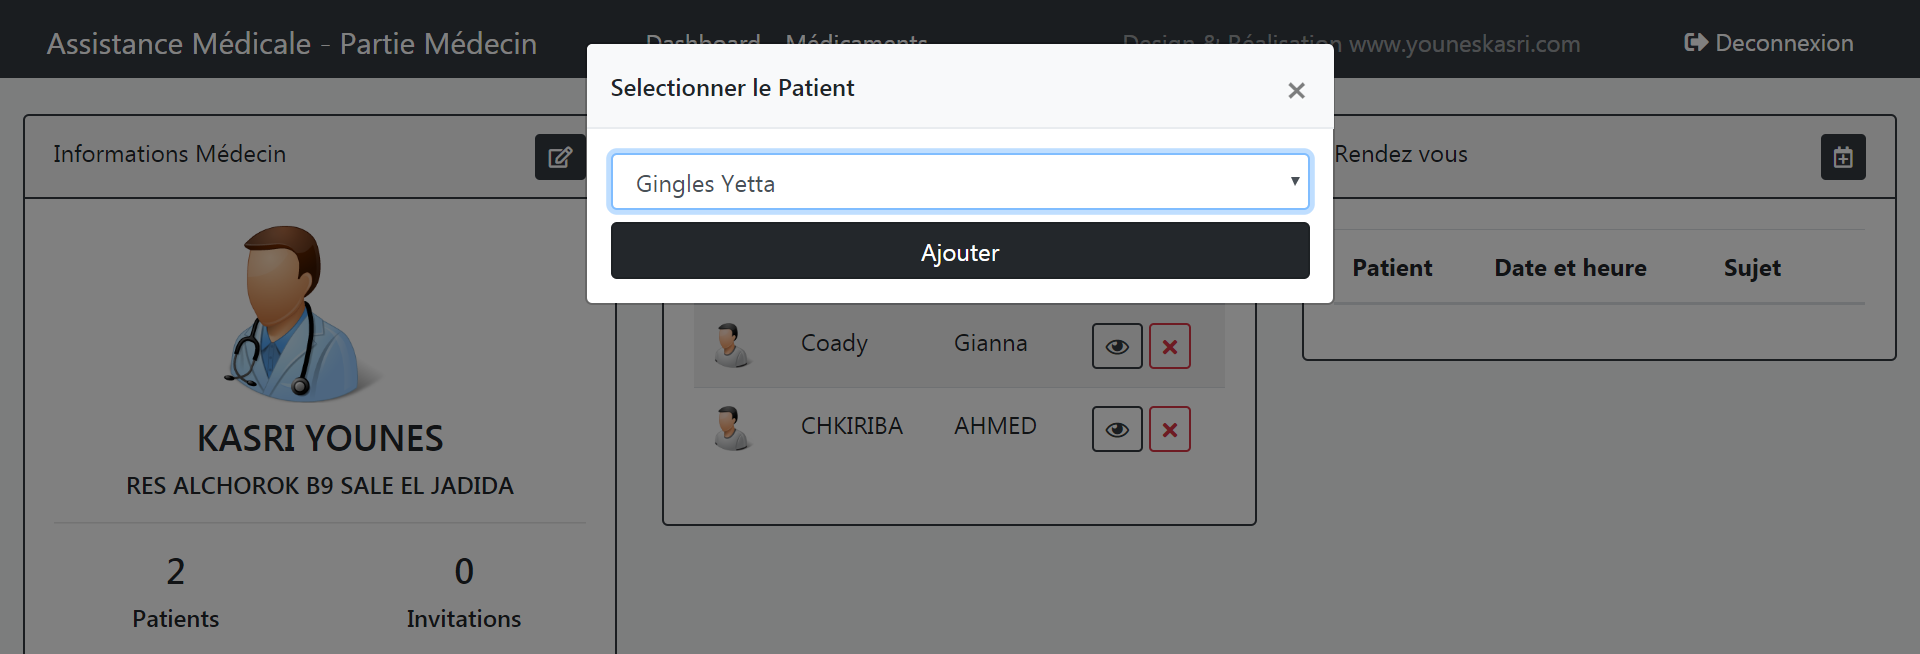 Assistance Médicale - Partie Médecin
Dashboard
Médicaments
Design & Réalisation www.youneskasri.com
Deconnexion
Selectionner le Patient
×
Gingles Yetta
Ajouter
Informations Médecin
KASRI YOUNES
RES ALCHOROK B9 SALE EL JADIDA
2
Patients
0
Invitations
Coady Gianna
CHKIRIBA AHMED
Rendez vous
Patient Date et heure Sujet